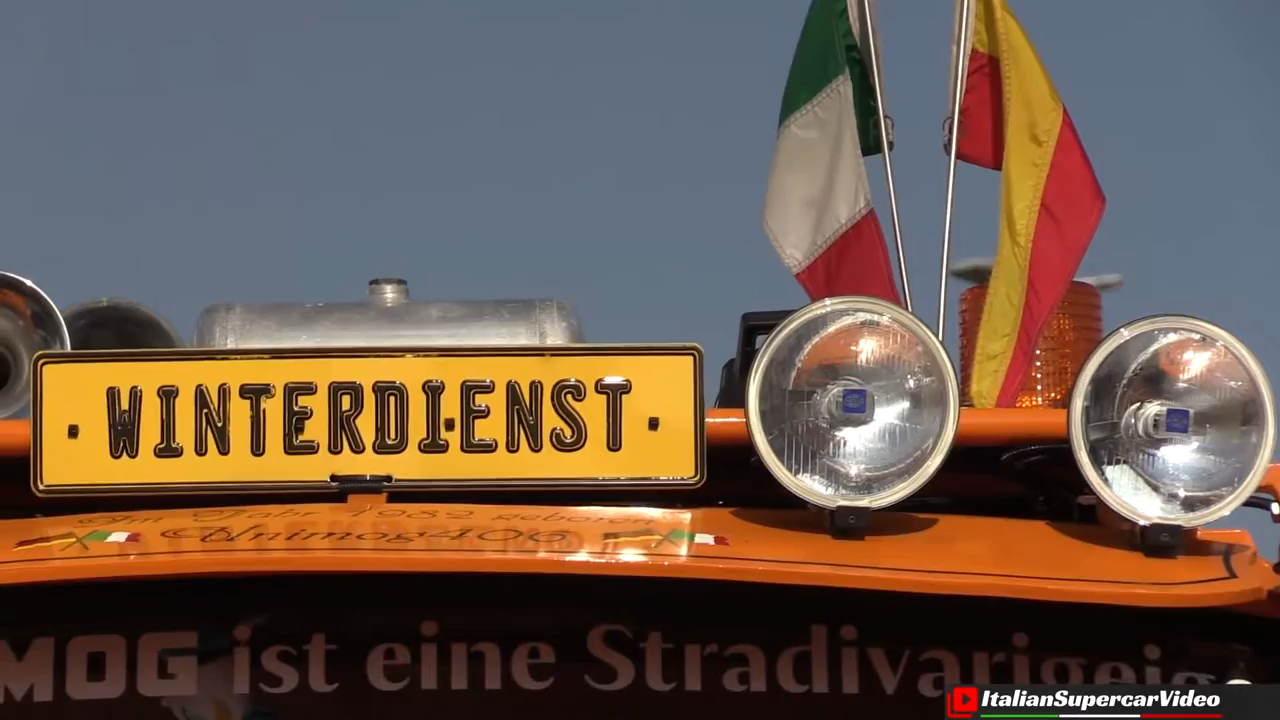 WINTERDIENST
Im Jahr 1982 geboren
Unimog406
MOG ist eine Stradivarigeig
ItalianSupercarVideo